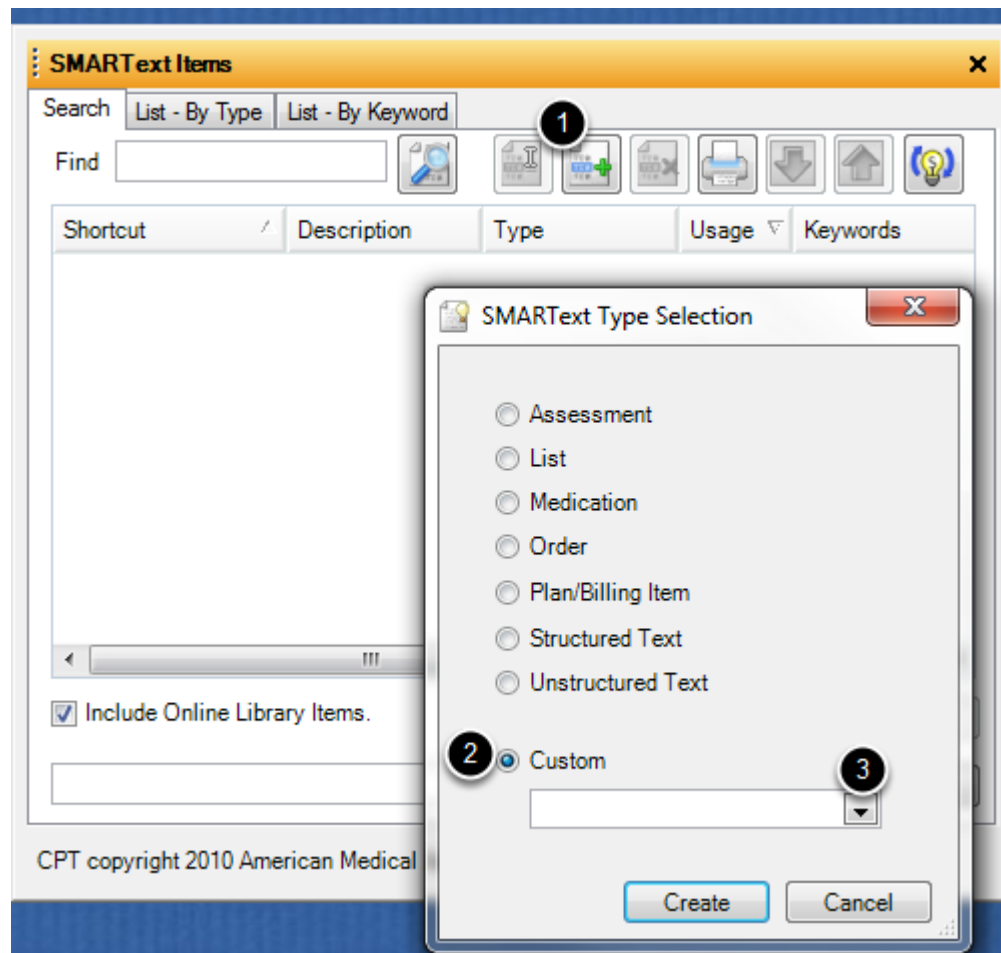 SMARText Items
Search List - By Type List - By Keyword
1
Find
Shortcut Description Type Usage Keywords
SMARText Type Selection
Assessment
List
Medication
Order
Plan/Billing Item
Structured Text
Unstructured Text
Include Online Library Items.
2 Custom
3
CPT copyright 2010 American Medical
Create Cancel